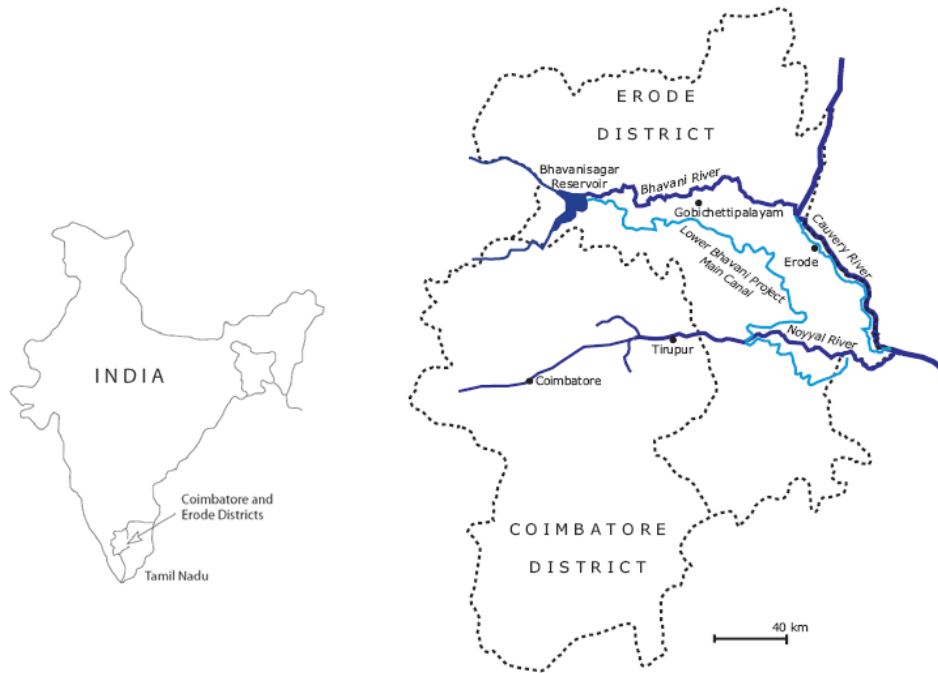 INDIA
Coimbatore and
Erode Districts
Tamil Nadu
ERODE
DISTRICT
Bhavanisagar
Reservoir
Bhavani River
Gobichettipalayam
Cauvery River
Erode
Lower Bhavani Project
Main Canal
Noyyal River
Tirupur
Coimbatore
COIMBATORE
DISTRICT
40 km